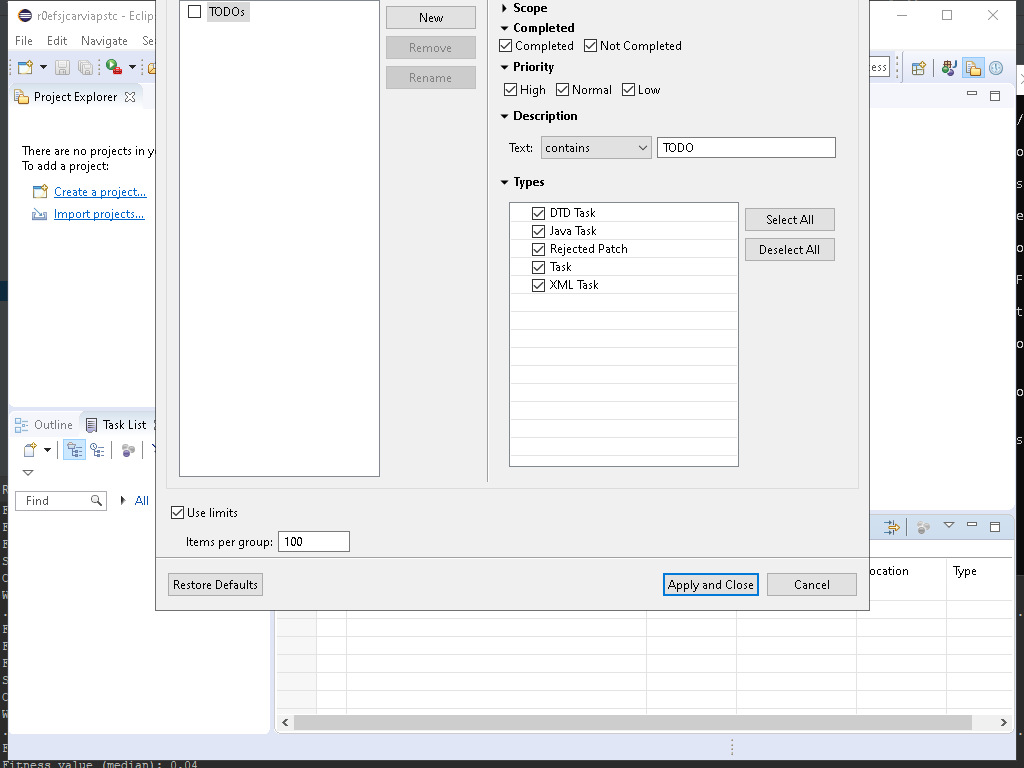 r0efsjcarviapstc - Eclip
File Edit Navigate Se
ess
Project Explorer
There are no projects in y
To add a project:
Create a project...
Import projects...
Outline Task List
Find All
TODOs
New
Remove
Rename
Scope
Completed
Completed Not Completed
Priority
High Normal Low
Description
Text: contains TODO
Types
DTD Task
Java Task
Rejected Patch
Task
XML Task
Select All
Deselect All
Use limits
Items per group: 100
Restore Defaults Apply and Close Cancel
ocation Type
Fitness value (median): 0.04